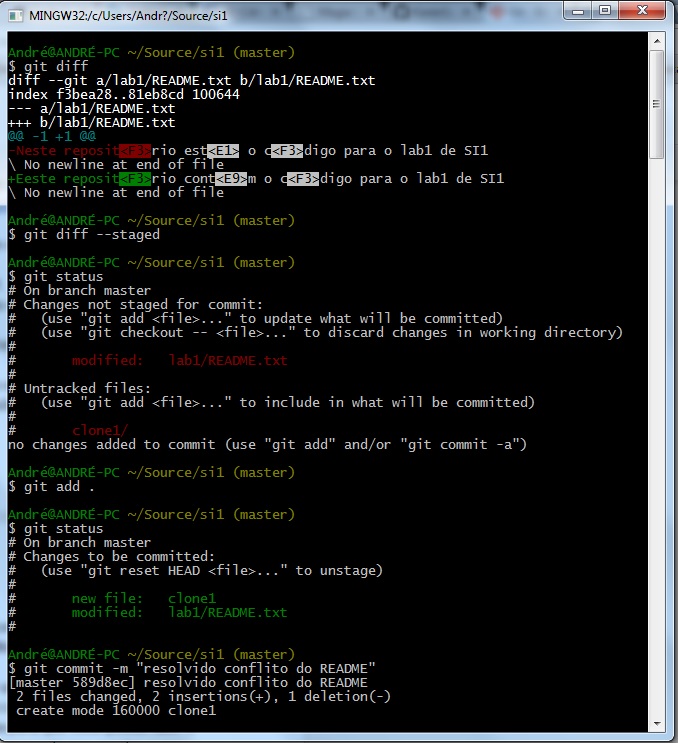 MINGW32:/c/Users/Andr?/Source/si1
André@ANDRÉ-PC ~/Source/si1 (master)
$ git diff
diff --git a/lab1/README.txt b/lab1/README.txt
index f3bea28..81eb8cd 100644
--- a/lab1/README.txt
+++ b/lab1/README.txt
@@ -1 +1 @@
-Neste reposit<F3>rio est<E1> o c<F3>digo para o lab1 de SI1
\ No newline at end of file
+Eeste reposit<F3>rio cont<E9>m o c<F3>digo para o lab1 de SI1
\ No newline at end of file
André@ANDRÉ-PC ~/Source/si1 (master)
$ git diff --staged
André@ANDRÉ-PC ~/Source/si1 (master)
$ git status
# On branch master
# Changes not staged for commit:
#   (use "git add <file>..." to update what will be committed)
#   (use "git checkout -- <file>..." to discard changes in working directory)
#
#       modified:   lab1/README.txt
#
# Untracked files:
#   (use "git add <file>..." to include in what will be committed)
#
#       clone1/
no changes added to commit (use "git add" and/or "git commit -a")
André@ANDRÉ-PC ~/Source/si1 (master)
$ git add .
André@ANDRÉ-PC ~/Source/si1 (master)
$ git status
# On branch master
# Changes to be committed:
#   (use "git reset HEAD <file>..." to unstage)
#
#       new file:   clone1
#       modified:   lab1/README.txt
#
André@ANDRÉ-PC ~/Source/si1 (master)
$ git commit -m "resolvido conflito do README"
[master 589d8ec] resolvido conflito do README
 2 files changed, 2 insertions(+), 1 deletion(-)
 create mode 160000 clone1